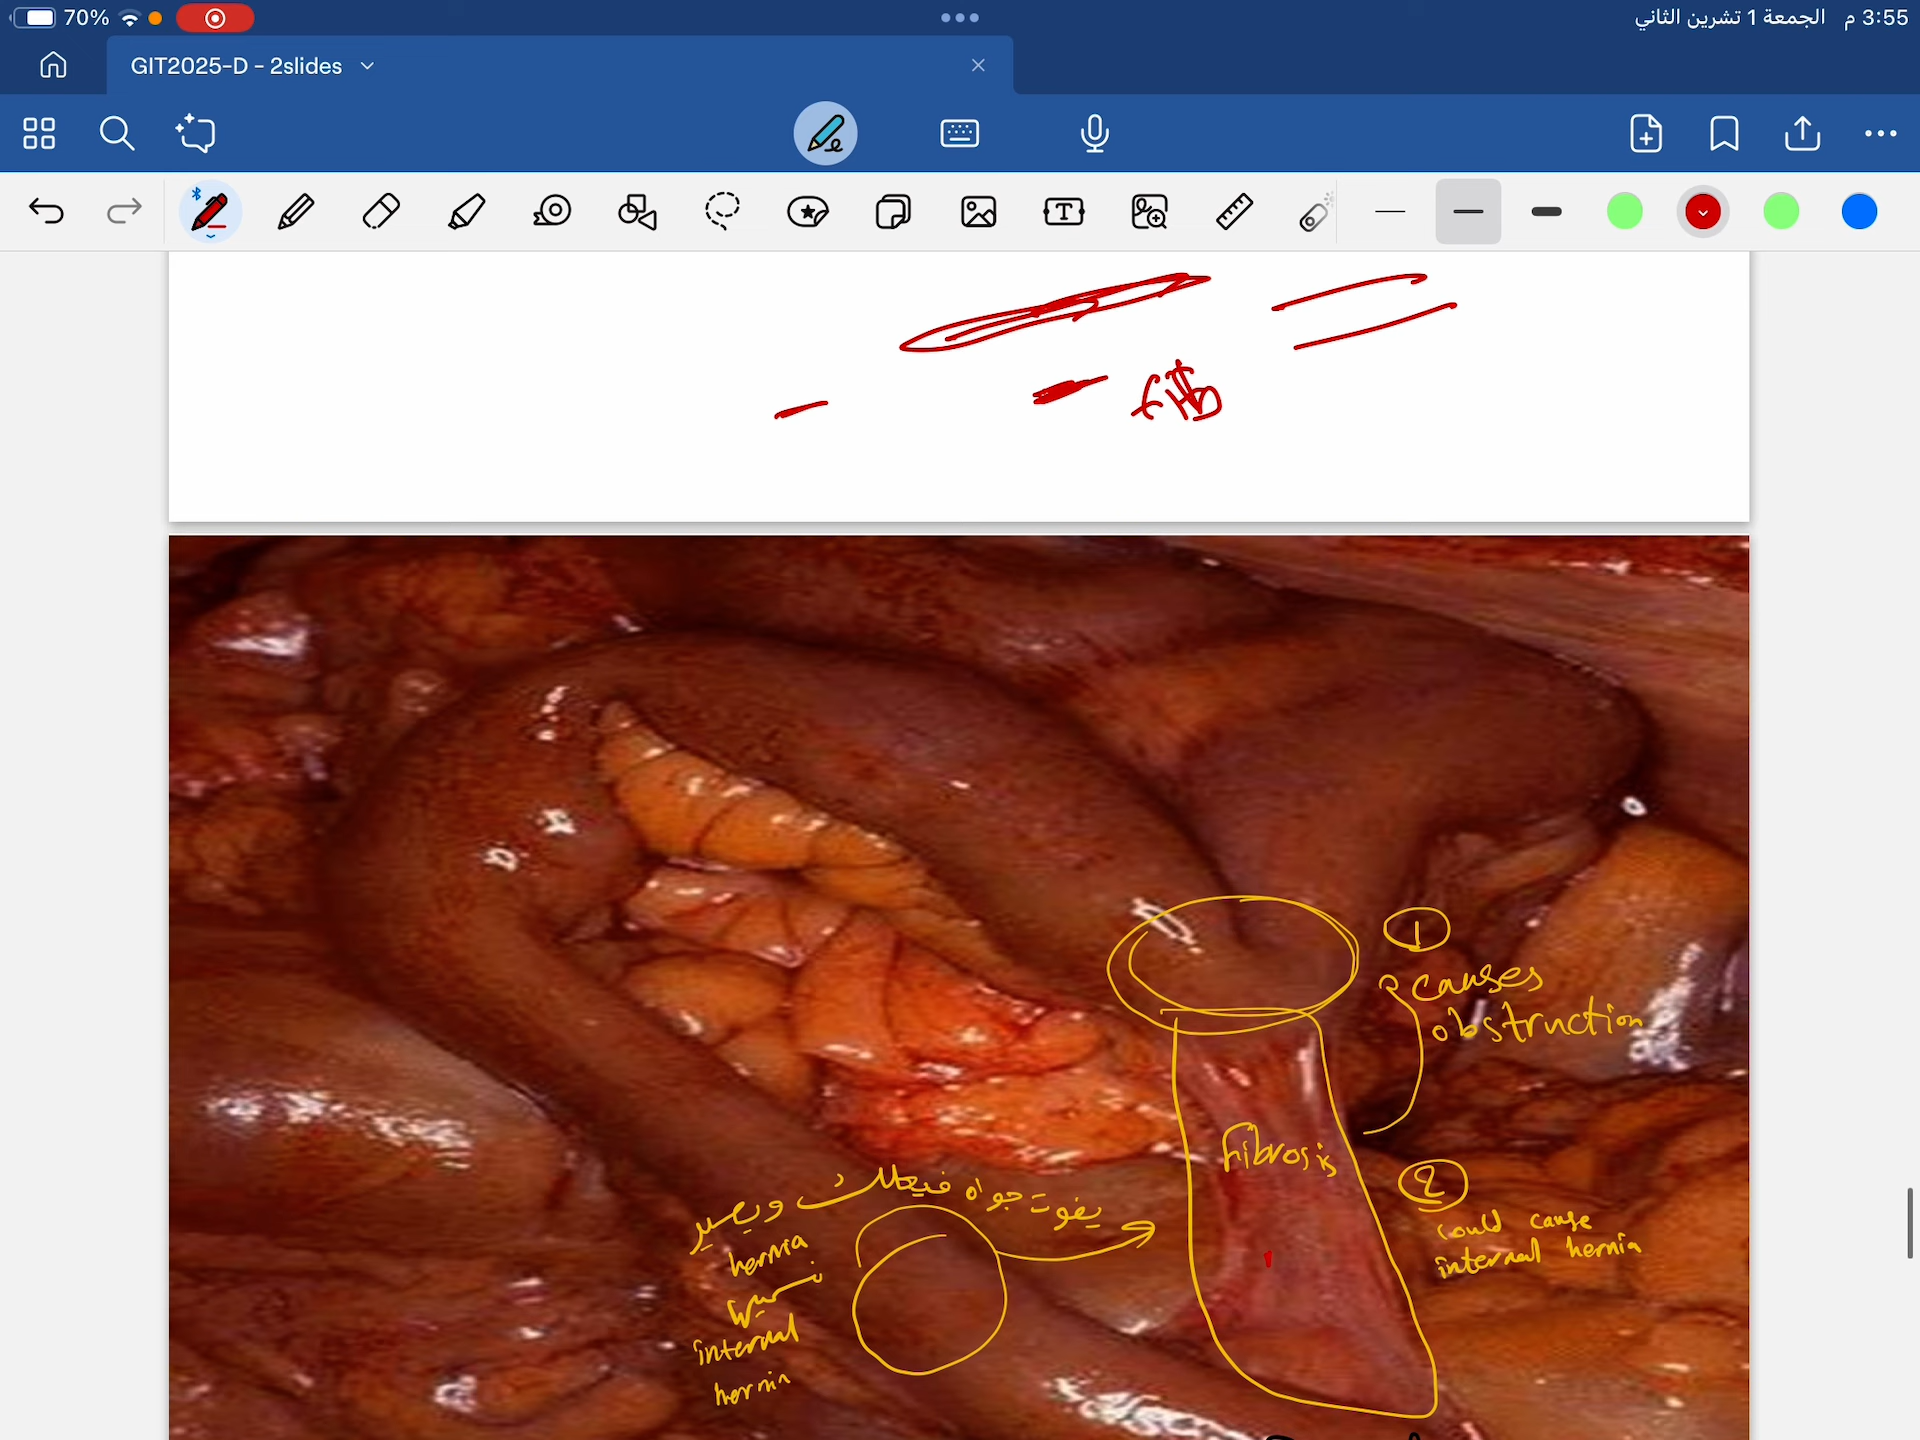 70%
3:55 م الجمعة 1 تشرين الثاني
GIT2025-D - 2slides
T
1
causes
obstruction
fibrosis
2
could cause
internal hernia
يفوت جواه فيعلق ويصير
hernia
internal
hernia